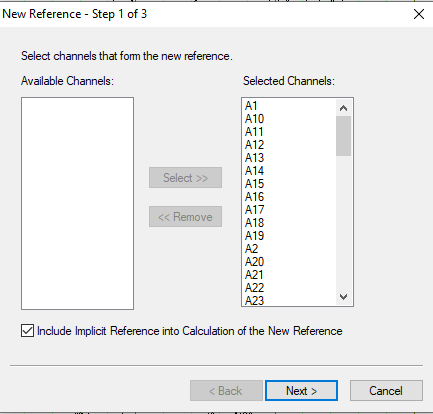 New Reference - Step 1 of 3
Select channels that form the new reference.
Available Channels:
Selected Channels:
A1
A10
A11
A12
A13
A14
A15
A16
A17
A18
A19
A2
A20
A21
A22
A23
Select >>
<< Remove
Include Implicit Reference into Calculation of the New Reference
< Back
Next >
Cancel